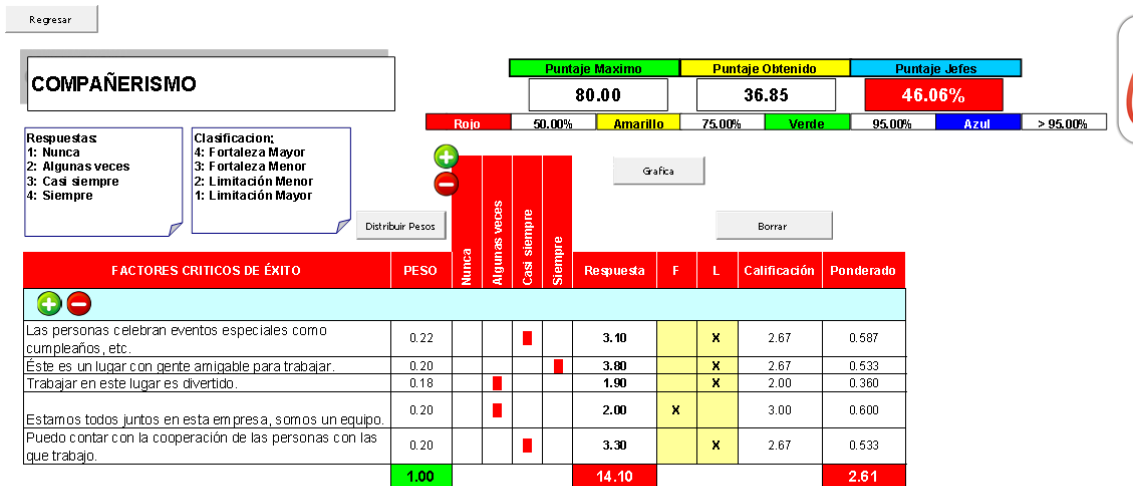 Regresar
COMPAÑERISMO
Puntaje Maximo Puntaje Obtenido Puntaje Jefes
80.00 36.85 46.06%
Rojo 50.00% Amarillo 75.00% Verde 95.00% Azul > 95.00%
Respuestas:
1: Nunca
2: Algunas veces
3: Casi siempre
4: Siempre
Clasificacion;
4: Fortaleza Mayor
3: Fortaleza Menor
2: Limitación Menor
1: Limitación Mayor
Grafica
Distribuir Pesos
Borrar
FACTORES CRITICOS DE ÉXITO PESO Nunca Algunas veces Casi siempre Siempre Respuesta F L Calificación Ponderado
Las personas celebran eventos especiales como
cumpleaños, etc. 0.22 3.10 X 2.67 0.587
Éste es un lugar con gente amigable para trabajar. 0.20 3.80 X 2.67 0.533
Trabajar en este lugar es divertido. 0.18 1.90 X 2.00 0.360
Estamos todos juntos en esta empresa, somos un equipo. 0.20 2.00 X 3.00 0.600
Puedo contar con la cooperación de las personas con las
que trabajo. 0.20 3.30 X 2.67 0.533
1.00 14.10 2.61